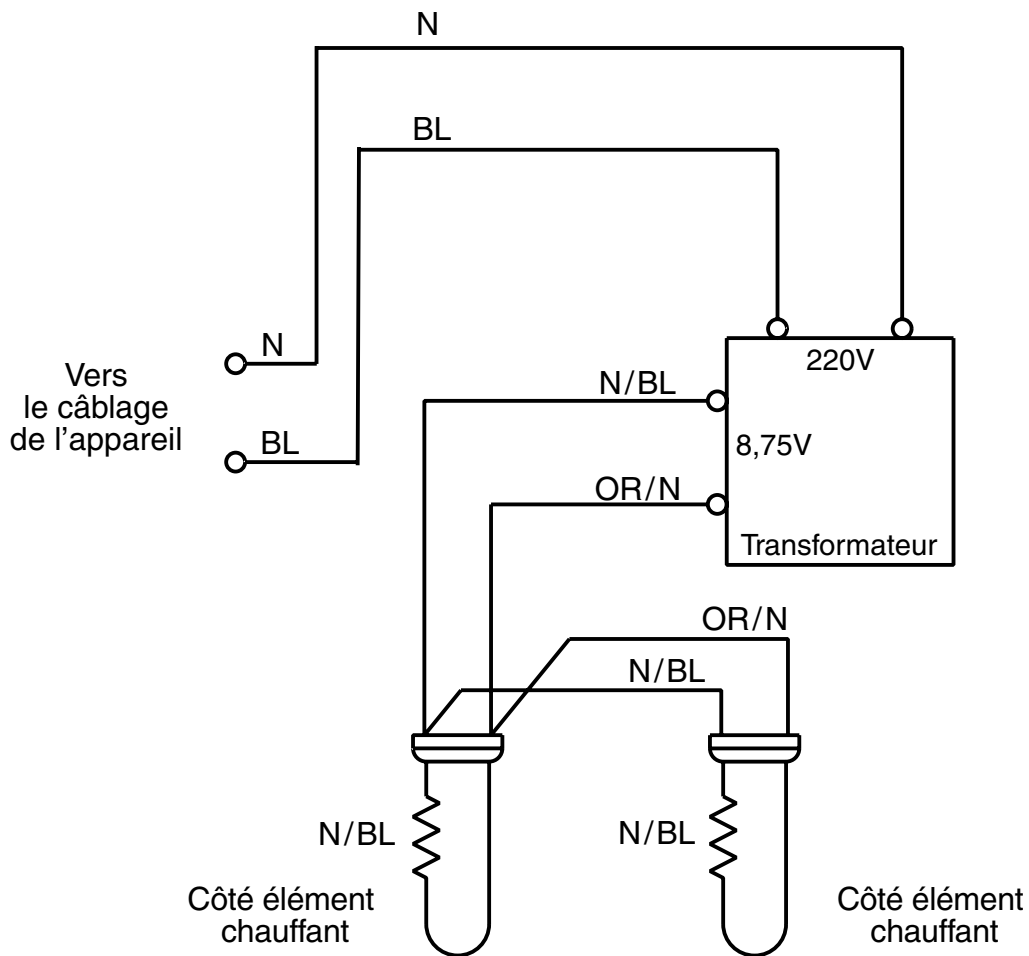 N
BL
N
Vers
le câblage
de l'appareil
BL
220V
N/BL
8,75V
OR/N
Transformateur
OR/N
N/BL
N/BL
N/BL
Côté élément
chauffant
Côté élément
chauffant